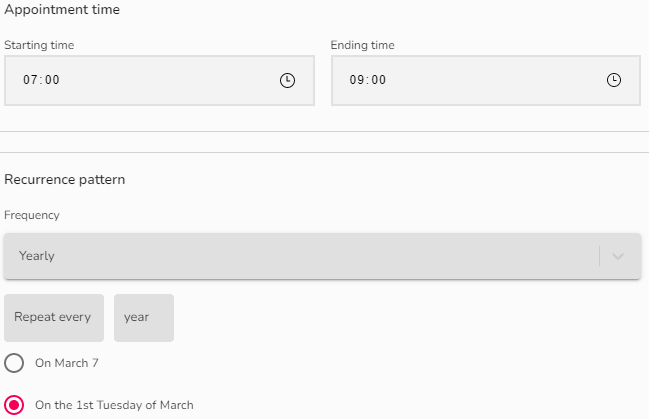 Appointment time
Starting time Ending time
07:00 09:00
Recurrence pattern
Frequency
Yearly
Repeat every year
On March 7
On the 1st Tuesday of March